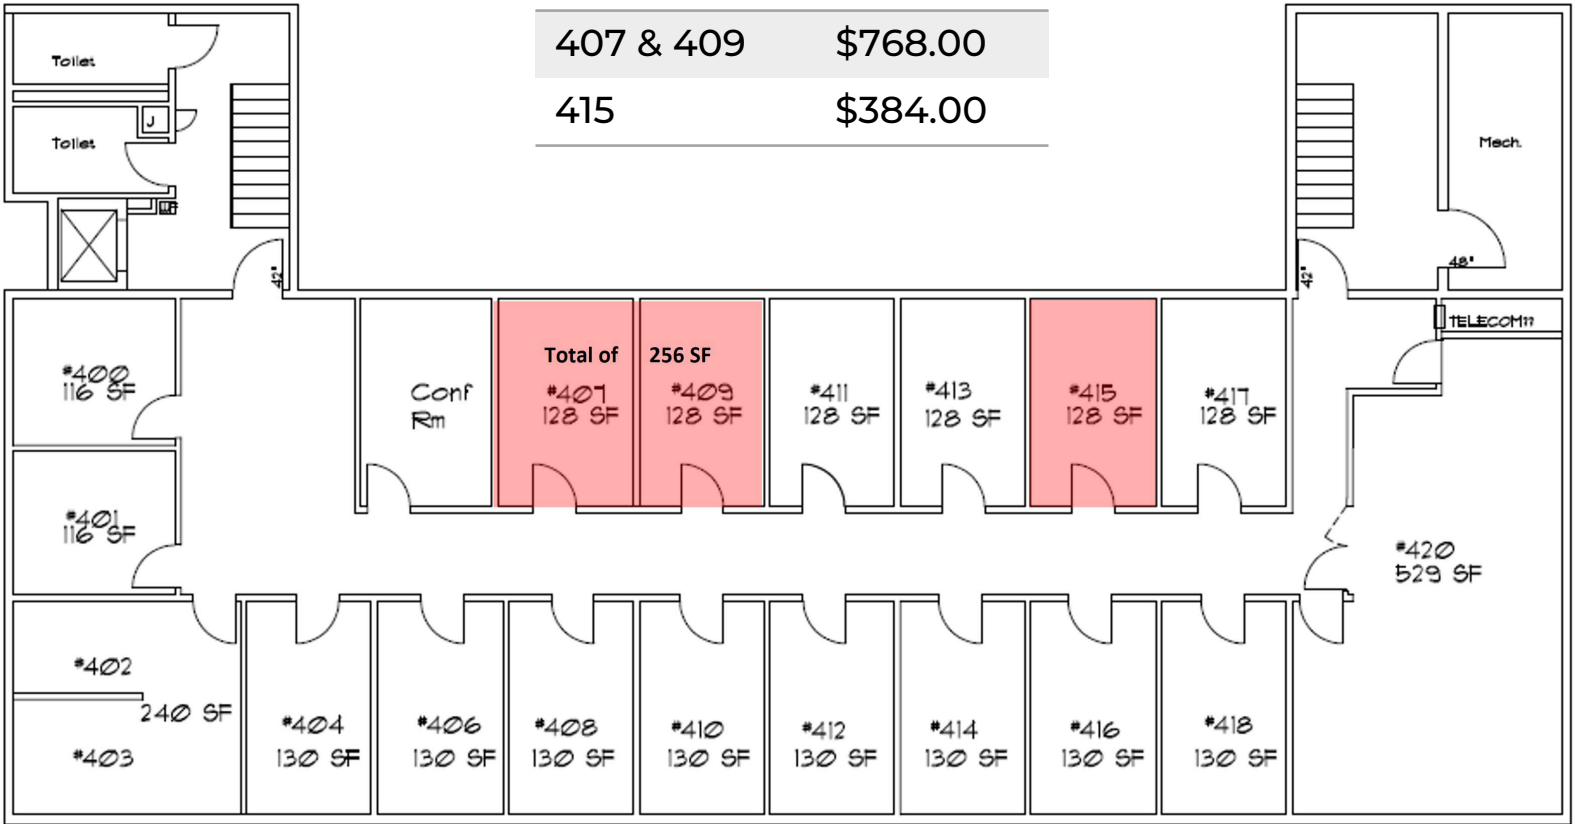 407 & 409 $768.00
415 $384.00
Toilet
J
Toilet
Mech.
42"
42"
48"
TELECOM??
Total of 256 SF
#400
116 SF
Conf
Rm
#407
128 SF
#409
128 SF
#411
128 SF
#413
128 SF
#415
128 SF
#417
128 SF
#401
116 SF
#420
529 SF
#402
240 SF
#403
#404
130 SF
#406
130 SF
#408
130 SF
#410
130 SF
#412
130 SF
#414
130 SF
#416
130 SF
#418
130 SF